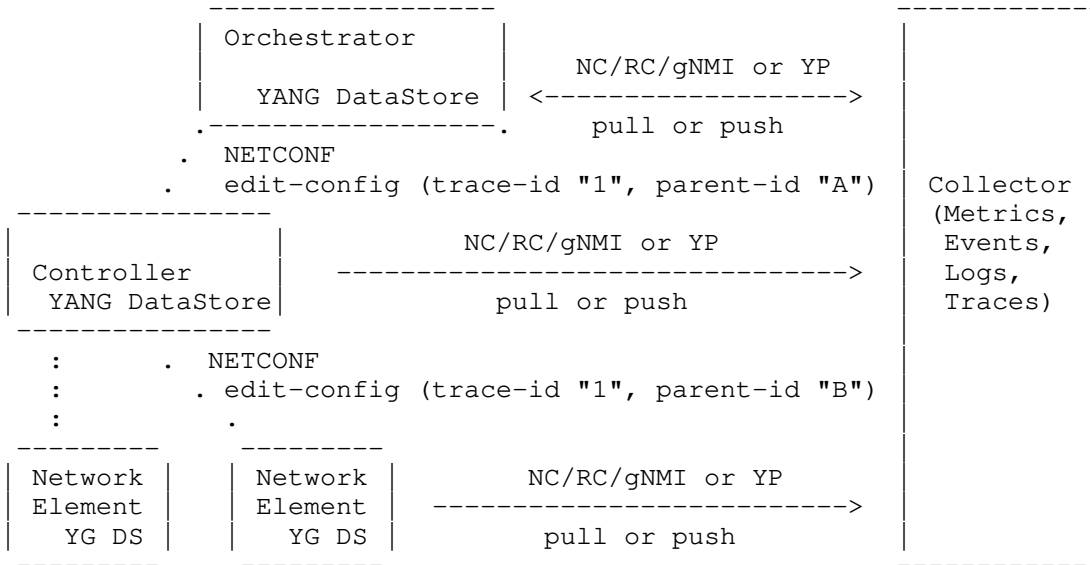 Orchestrator
NC/RC/gNMI or YP
YANG DataStore <------------------->
pull or push
. NETCONF
. edit-config (trace-id "1", parent-id "A")
Collector
(Metrics,
NC/RC/gNMI or YP
Events,
Controller -------------------------------->
Logs,
YANG DataStore
pull or push
Traces)
: . NETCONF
: . edit-config (trace-id "1", parent-id "B")
: .
Network Network
NC/RC/gNMI or YP
Element Element -------------------------->
YG DS YG DS
pull or push